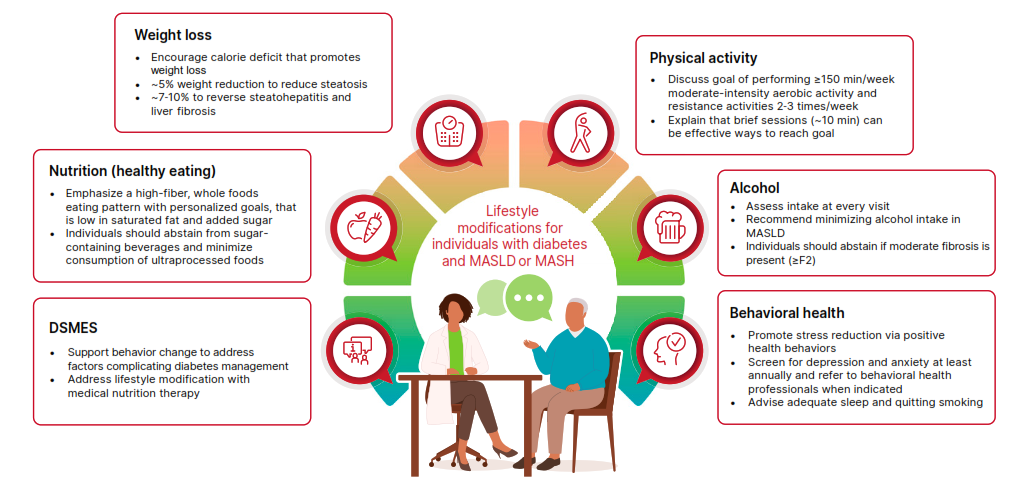 Weight loss
• Encourage calorie deficit that promotes
weight loss
• ~5% weight reduction to reduce steatosis
• ~7-10% to reverse steatohepatitis and
liver fibrosis
Physical activity
• Discuss goal of performing ≥150 min/week
moderate-intensity aerobic activity and
resistance activities 2-3 times/week
• Explain that brief sessions (~10 min) can
be effective ways to reach goal
Nutrition (healthy eating)
• Emphasize a high-fiber, whole foods
eating pattern with personalized goals, that
is low in saturated fat and added sugar
• Individuals should abstain from sugar-
containing beverages and minimize
consumption of ultraprocessed foods
Lifestyle
modifications for
individuals with diabetes
and MASLD or MASH
Alcohol
• Assess intake at every visit
• Recommend minimizing alcohol intake in
MASLD
• Individuals should abstain if moderate fibrosis is
present (≥F2)
DSMES
• Support behavior change to address
factors complicating diabetes management
• Address lifestyle modification with
medical nutrition therapy
Behavioral health
• Promote stress reduction via positive
health behaviors
• Screen for depression and anxiety at least
annually and refer to behavioral health
professionals when indicated
• Advise adequate sleep and quitting smoking